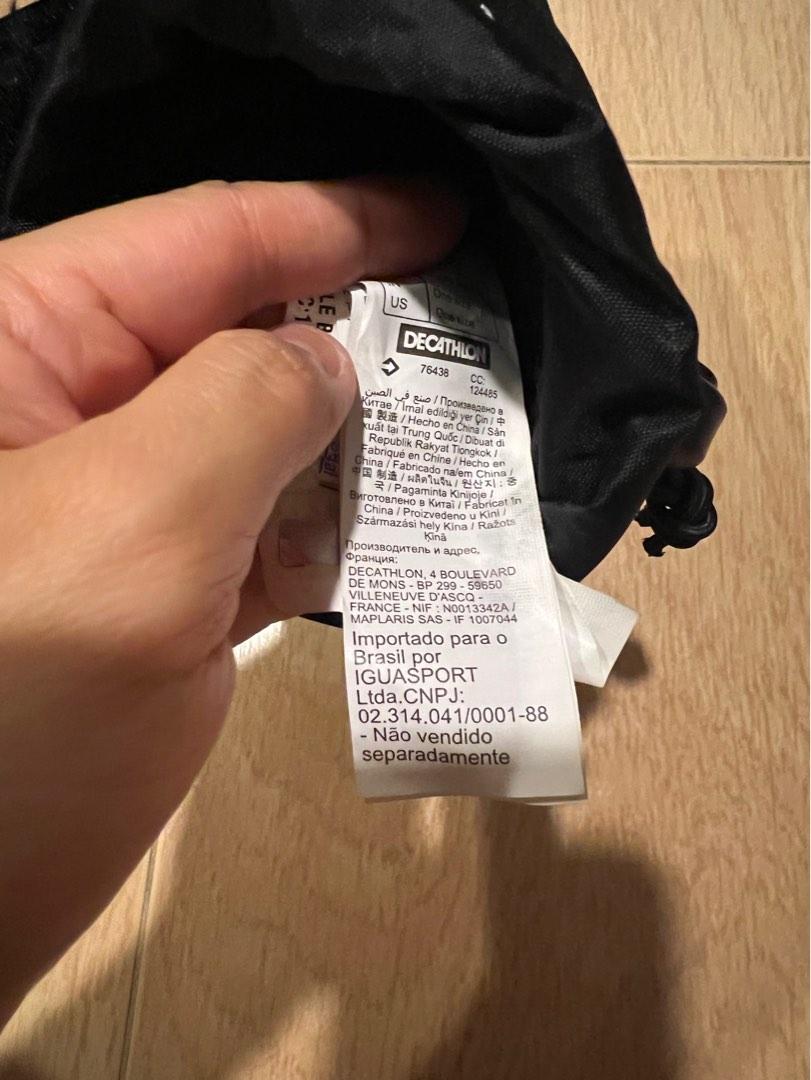 US
One size
DECATHLON
76438
CC:
124485
صنع في الصين / Произведено в
Китае / İmal edildiği yer Çin / 中
國 製造 / Hecho en China / Sản
xuất tại Trung Quốc / Dibuat di
Republik Rakyat Tiongkok /
Fabriqué en Chine / Hecho en
China / Fabricado na/em China /
中国 制造 / ผลิตในจีน / 원산지 : 중
국 / Pagaminta Kinijoje /
Виготовлено в Китаї / Fabricat în
China / Proizvedeno u Kini /
Származási hely Kína / Ražots
Ķīnā
Производитель и адрес,
Франция:
DECATHLON, 4 BOULEVARD
DE MONS - BP 299 - 59650
VILLENEUVE D'ASCQ -
FRANCE - NIF : N0013342A /
MAPLARIS SAS - IF 1007044
Importado para o
Brasil por
IGUASPORT
Ltda.CNPJ:
02.314.041/0001-88
- Não vendido
separadamente